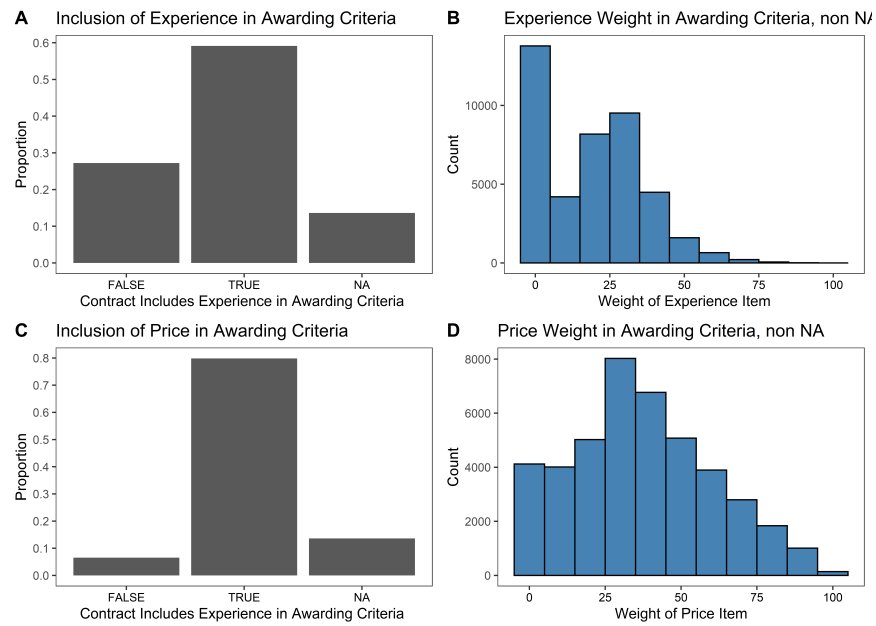 A Inclusion of Experience in Awarding Criteria
0.6
0.5
0.4
0.3
0.2
0.1
0.0
Proportion
FALSE TRUE NA
Contract Includes Experience in Awarding Criteria
B Experience Weight in Awarding Criteria, non NA
10000
5000
0
Count
0 25 50 75 100
Weight of Experience Item
C Inclusion of Price in Awarding Criteria
0.8
0.7
0.6
0.5
0.4
0.3
0.2
0.1
0.0
Proportion
FALSE TRUE NA
Contract Includes Experience in Awarding Criteria
D Price Weight in Awarding Criteria, non NA
8000
6000
4000
2000
0
Count
0 25 50 75 100
Weight of Price Item